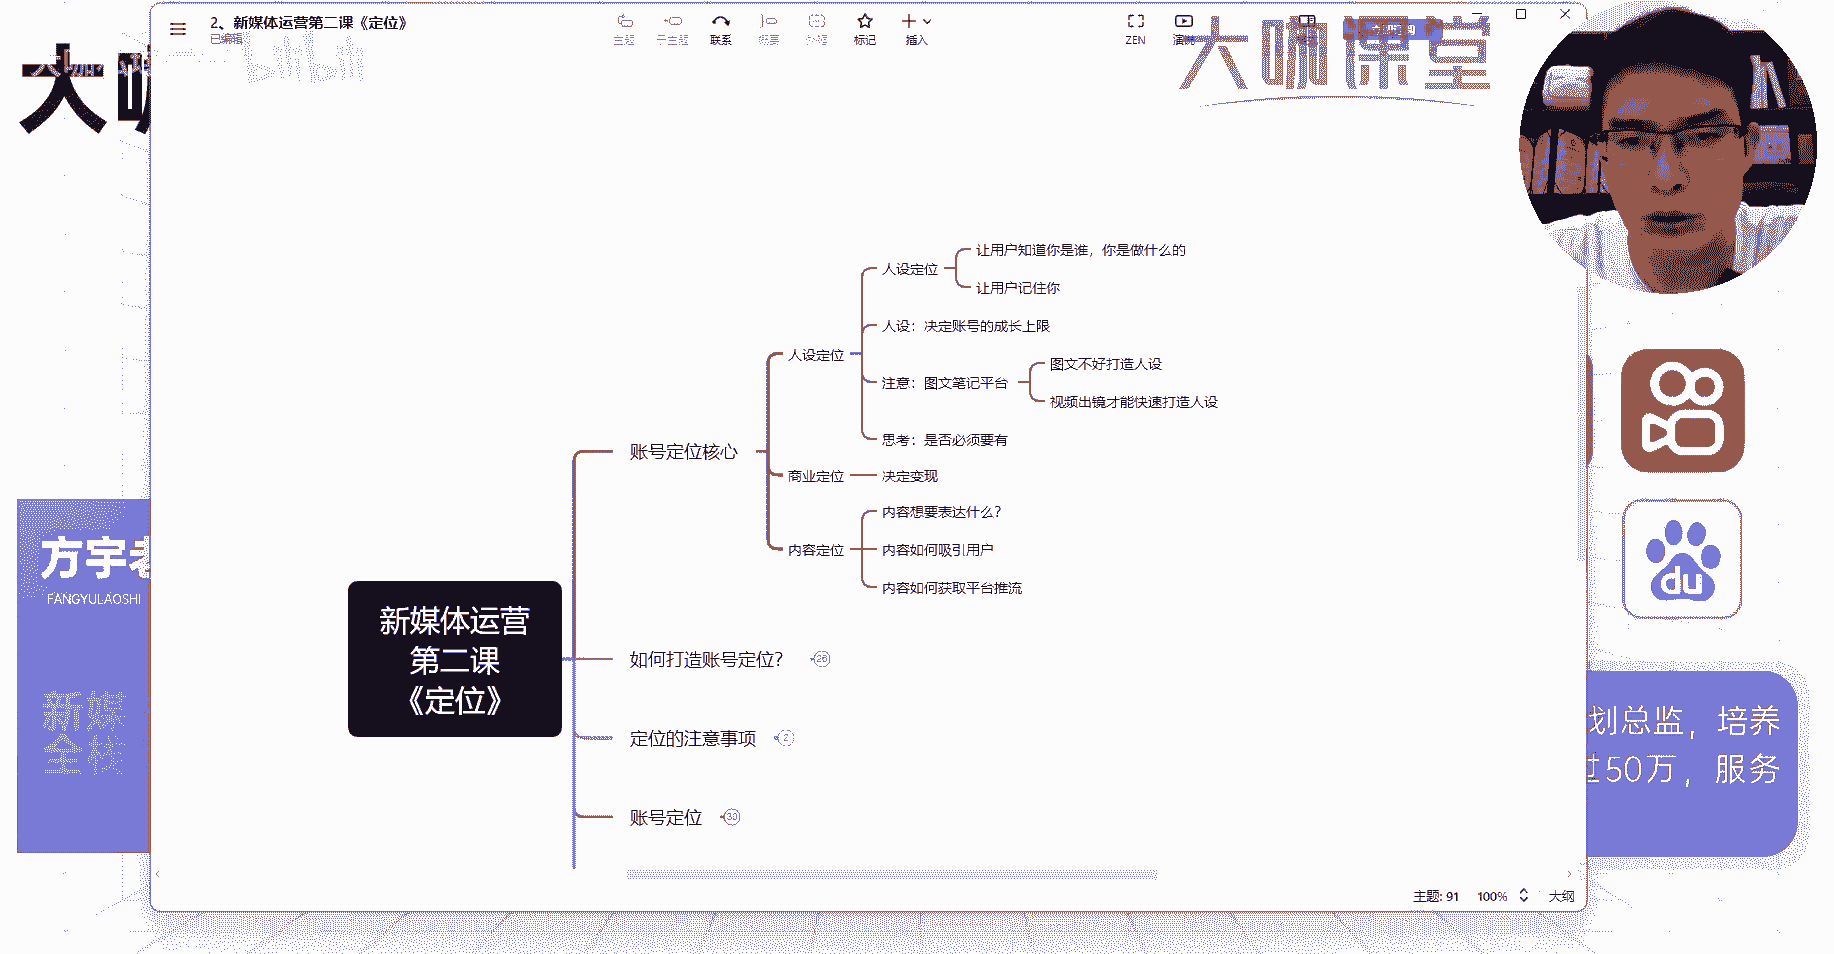 2、新媒体运营第二课《定位》
已编辑
主题
子主题
联系
概要
外框
标记
插入
ZEN
演说
大咖课堂
bilibili
大咖
让用户知道你是谁，你是做什么的
人设定位
让用户记住你
人设：决定账号的成长上限
人设定位
图文不好打造人设
注意：图文笔记平台
视频出镜才能快速打造人设
思考：是否必须要有
账号定位核心
商业定位
决定变现
内容想要表达什么？
内容定位
内容如何吸引用户
内容如何获取平台推流
方宇老
FANGYULAOSHI
du
新媒体运营
第二课
《定位》
如何打造账号定位？
26
新媒
全栈
定位的注意事项
2
划总监，培养
过50万，服务
账号定位
30
主题: 91
100%
大纲